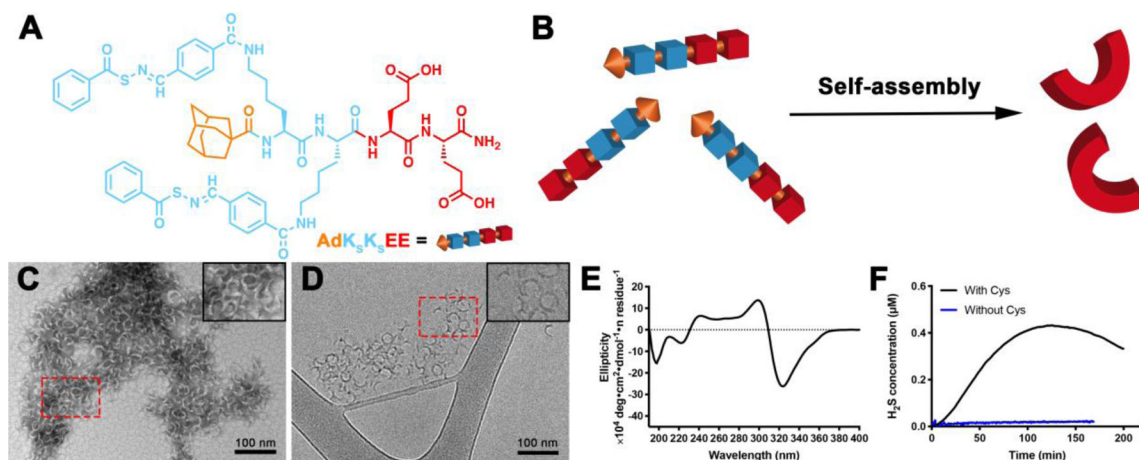 A
B
O
S
N
H
O
NH
O
OH
O
N
H
H
N
O
O
N
H
H
N
O
O
NH₂
O
OH
S
N
H
O
HN
O
AdKₛKₛEE =
Self-assembly
C
100 nm
D
100 nm
E
Ellipticity
×10⁴ deg•cm²•dmol⁻¹•n residue⁻¹
20
10
0
-10
-20
-30
-40
200 220 240 260 280 300 320 340 360 380 400
Wavelength (nm)
F
With Cys
Without Cys
H₂S concentration (µM)
0.6
0.4
0.2
0.0
0 50 100 150 200
Time (min)